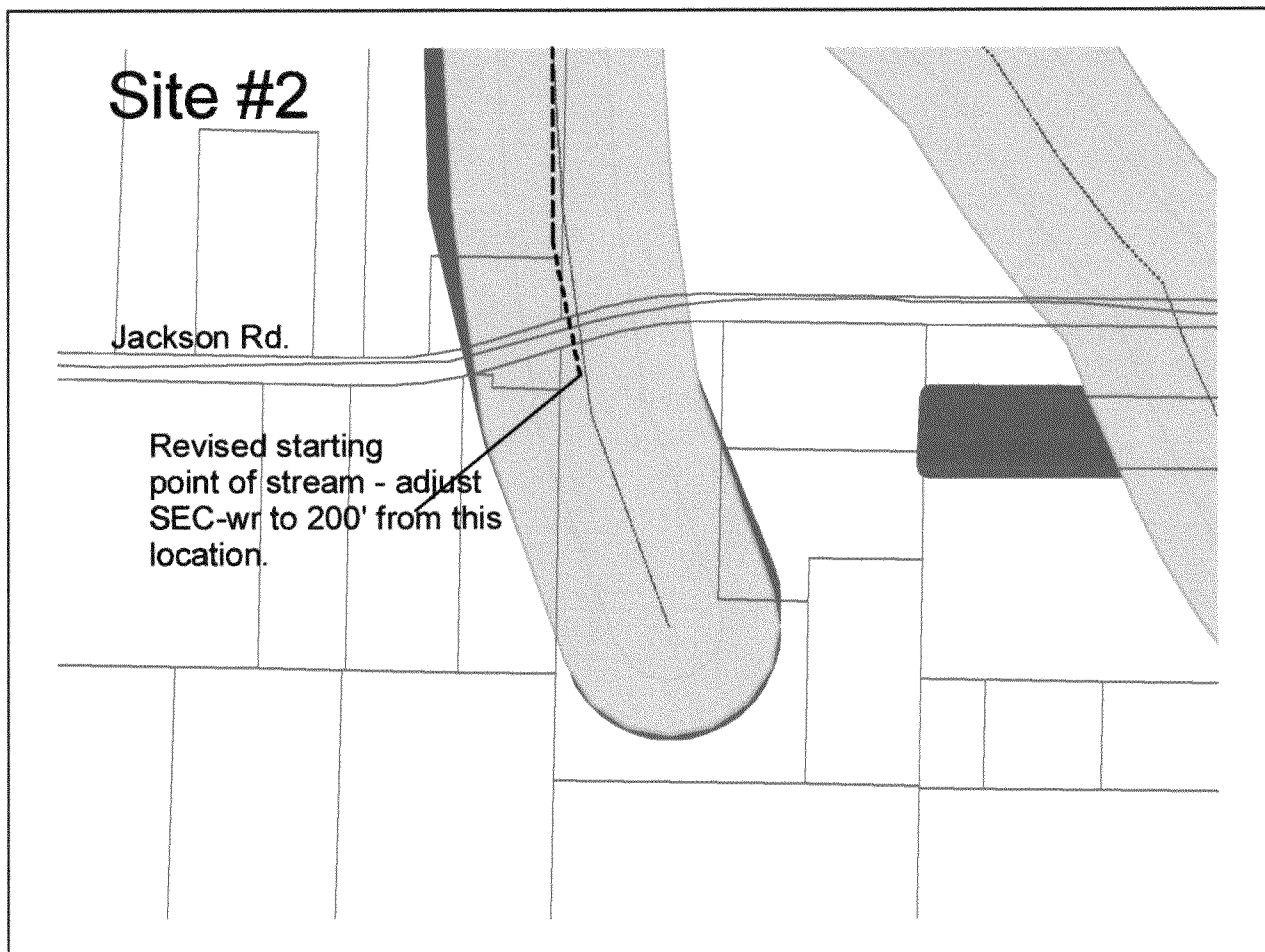 Site #2
Jackson Rd.
Revised starting
point of stream - adjust
SEC-wr to 200' from this
location.